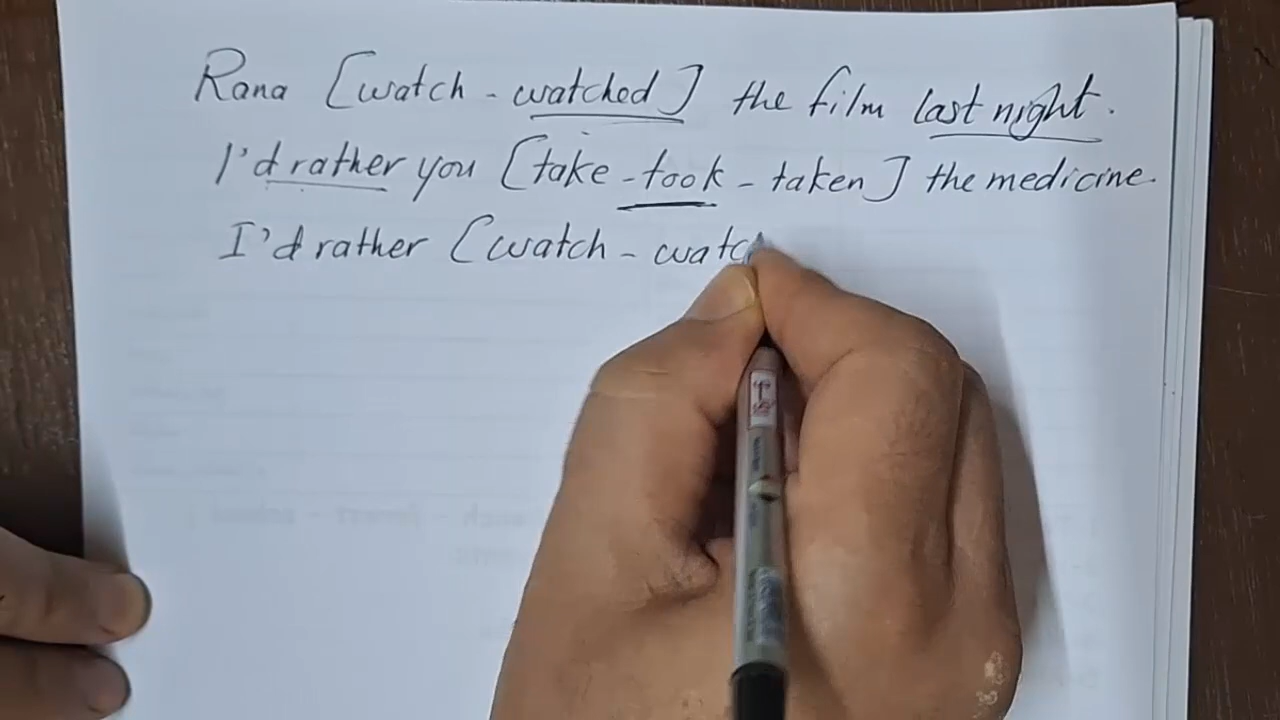 Rana [watch - watched] the film last night.
I'd rather you [take - took - taken] the medicine.
I'd rather [watch - watc